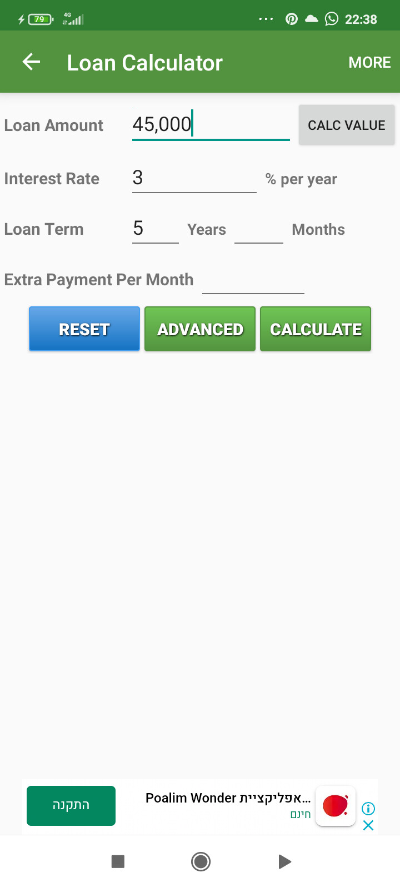 79 4G ... 22:38
Loan Calculator MORE
Loan Amount 45,000 CALC VALUE
Interest Rate 3 % per year
Loan Term 5 Years Months
Extra Payment Per Month
RESET ADVANCED CALCULATE
אפליקציית Poalim Wonder...
חינם
התקנה